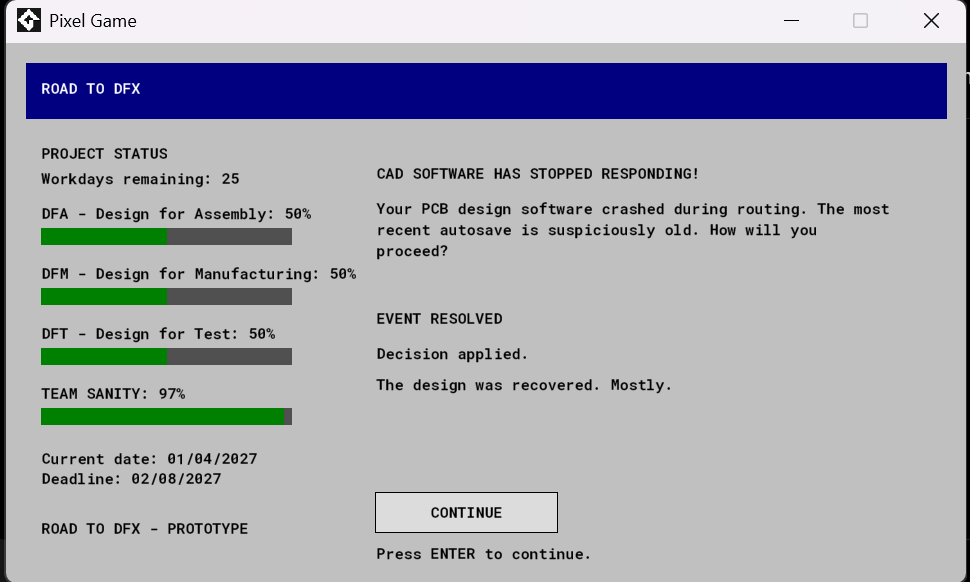 Pixel Game
ROAD TO DFX
PROJECT STATUS
Workdays remaining: 25
DFA - Design for Assembly: 50%
DFM - Design for Manufacturing: 50%
DFT - Design for Test: 50%
TEAM SANITY: 97%
Current date: 01/04/2027
Deadline: 02/08/2027
ROAD TO DFX - PROTOTYPE
CAD SOFTWARE HAS STOPPED RESPONDING!
Your PCB design software crashed during routing. The most
recent autosave is suspiciously old. How will you
proceed?
EVENT RESOLVED
Decision applied.
The design was recovered. Mostly.
CONTINUE
Press ENTER to continue.